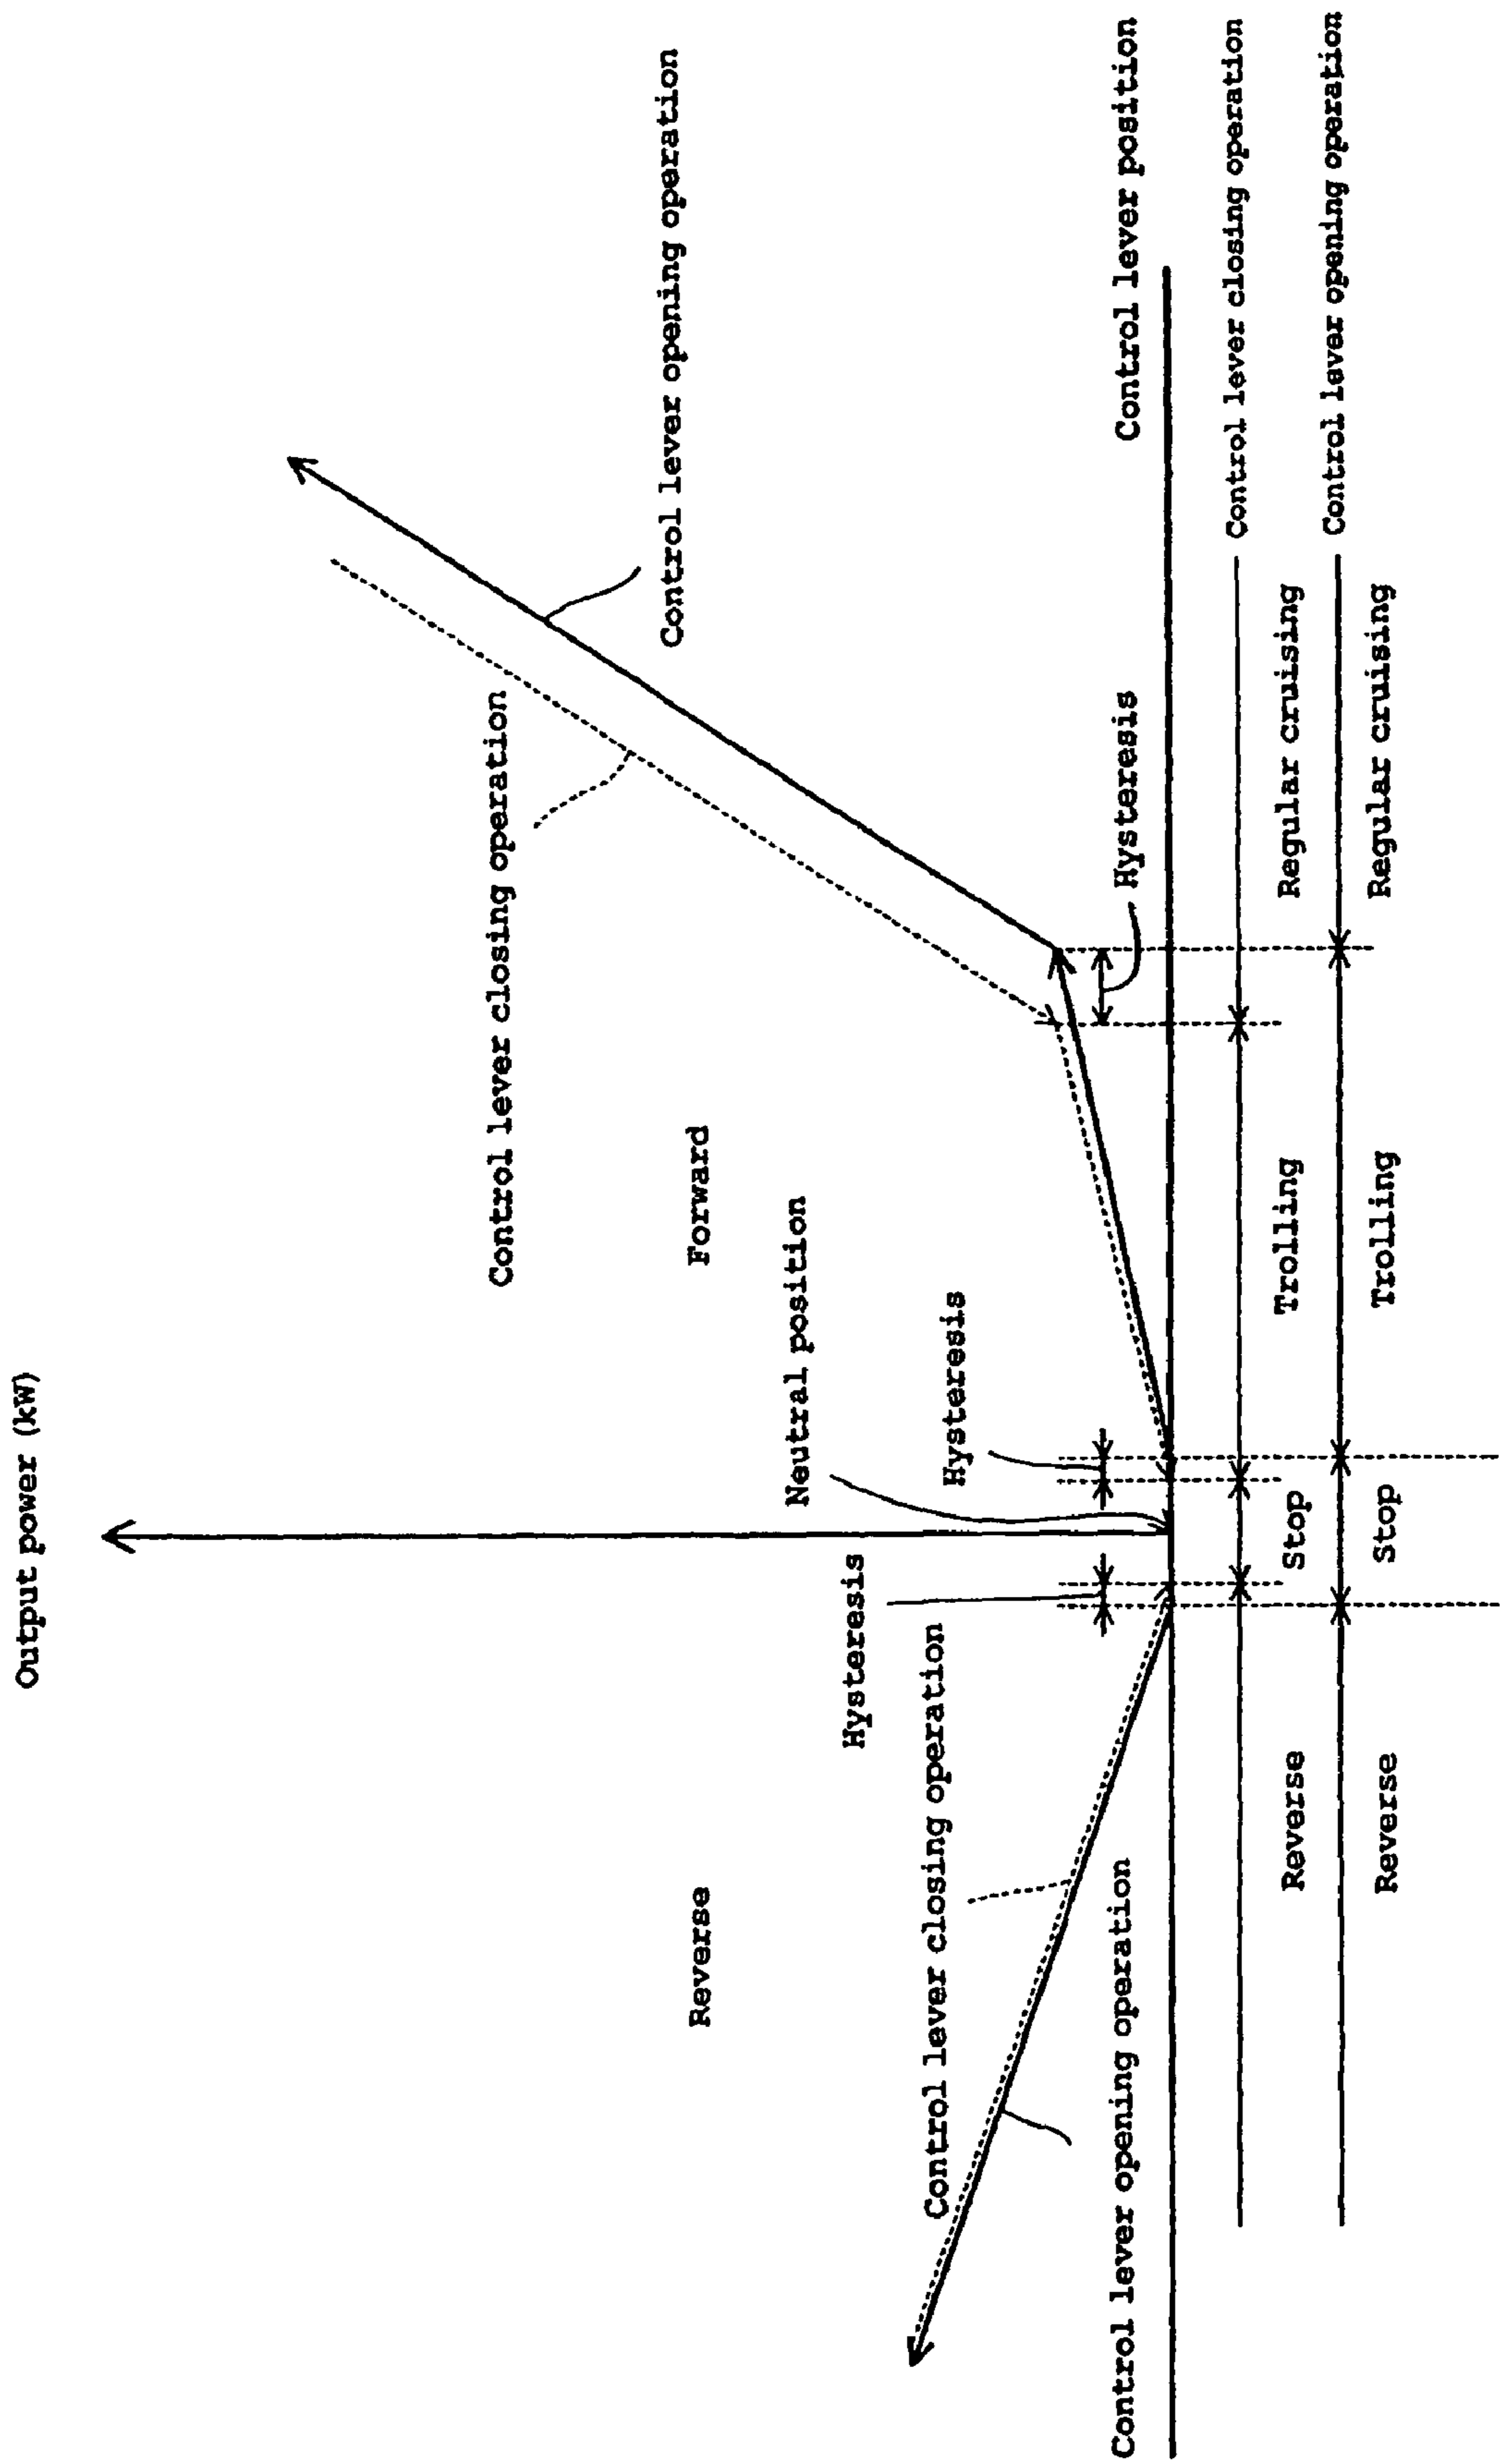 Output power (kW)
Control lever opening operation
Control lever closing operation
Reverse
Forward
Neutral position
Hysteresis
Control lever closing operation
Hysteresis
Control lever opening operation
Hysteresis
Control lever position
Control lever closing operation
Reverse
Stop
Trolling
Regular cruising
Control lever opening operation
Reverse
Stop
Trolling
Regular cruising